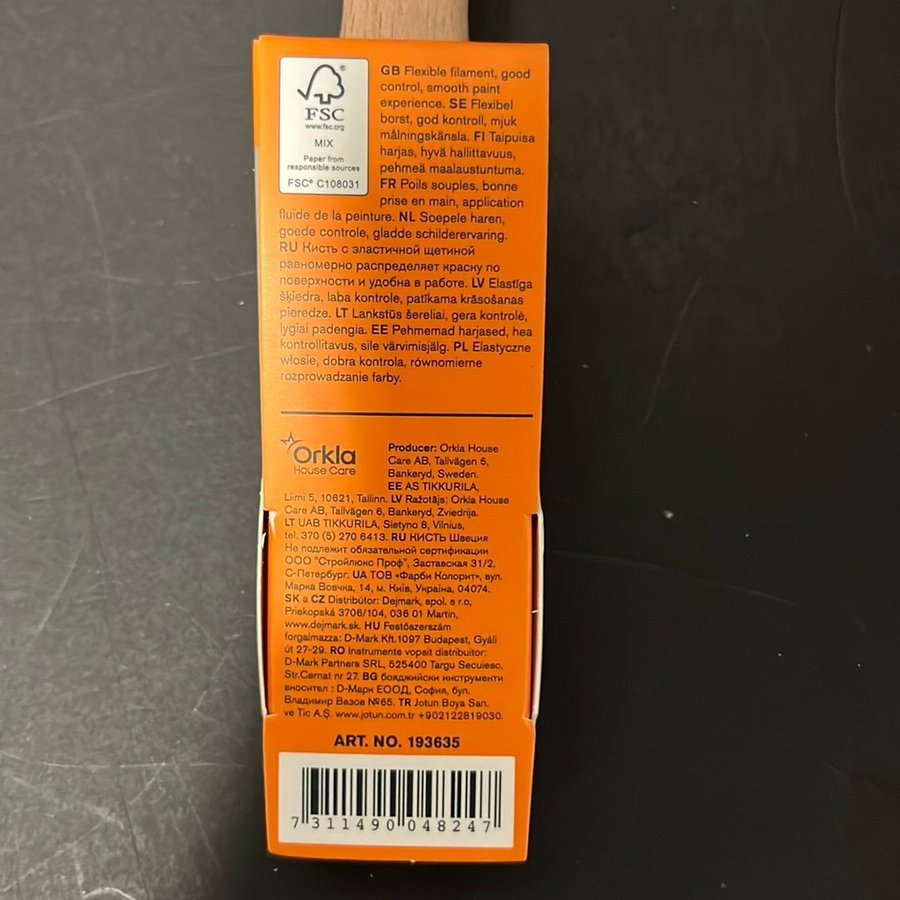 FSC
www.fsc.org
MIX
Paper from
responsible sources
FSC® C108031
GB Flexible filament, good
control, smooth paint
experience. SE Flexibel
borst, god kontroll, mjuk
målningskänsla. FI Taipuisa
harjas, hyvä hallittavuus,
pehmeä maalaustuntuma.
FR Poils souples, bonne
prise en main, application
fluide de la peinture. NL Soepele haren,
goede controle, gladde schilderervaring.
RU Кисть с эластичной щетиной
равномерно распределяет краску по
поверхности и удобна в работе. LV Elastīga
šķiedra, laba kontrole, patīkama krāsošanas
pieredze. LT Lankstūs šereliai, gera kontrolė,
lygiai padengia. EE Pehmemad harjased, hea
kontrollitavus, sile värvimisjälg. PL Elastyczne
włosie, dobra kontrola, równomierne
rozprowadzanie farby.
Orkla
House Care
Producer: Orkla House
Care AB, Tallvägen 6,
Bankeryd, Sweden.
EE AS TIKKURILA,
Liimi 5, 10621, Tallinn. LV Ražotājs: Orkla House
Care AB, Tallvägen 6, Bankeryd, Zviedrija.
LT UAB TIKKURILA, Sietyno 8, Vilnius,
tel. 370 (5) 270 6413. RU КИСТЬ Швеция
Не подлежит обязательной сертификации
ООО "Стройлюкс Проф", Заставская 31/2,
С-Петербург. UA ТОВ «Фарби Колорит», вул.
Марка Вовчка, 14, м. Київ, Україна, 04074.
SK a CZ Distribútor: Dejmark, spol. s r.o,
Priekopská 3706/104, 036 01 Martin,
www.dejmark.sk. HU Festőszerszám
forgalmazza: D-Mark Kft.1097 Budapest, Gyáli
út 27-29. RO Instrumente vopsit distribuitor:
D-Mark Partners SRL, 525400 Targu Secuiesc,
Str.Cernat nr 27. BG бояджийски инструменти
вносител : D-Марк ЕООД, София, бул.
Владимир Вазов №65. TR Jotun Boya San.
ve Tic A.Ş. www.jotun.com.tr +902122819030.
ART. NO. 193635
7 311490 048247